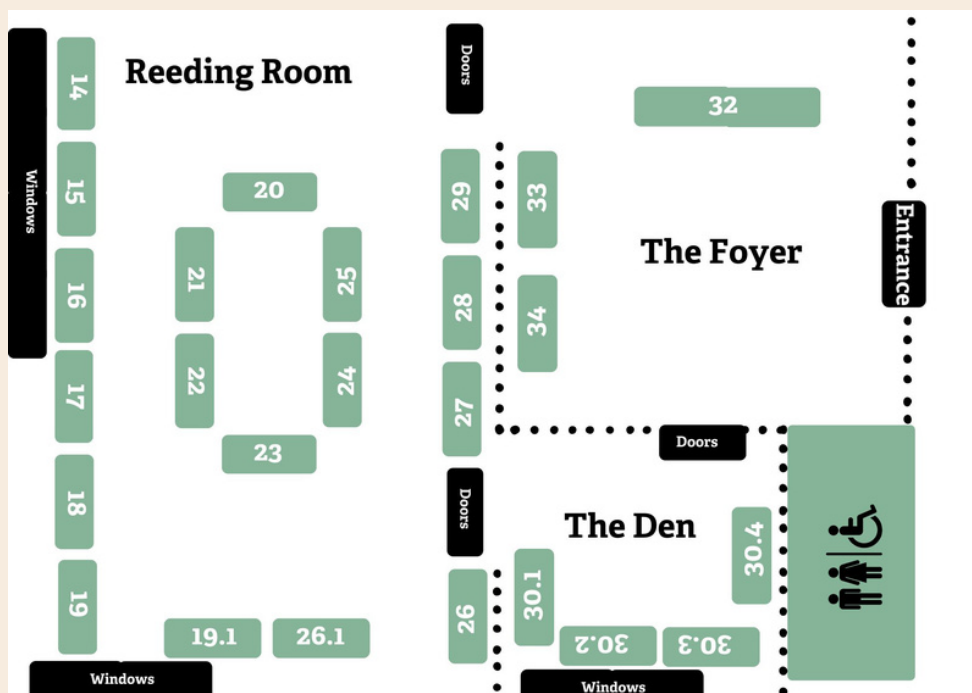 Reeding Room
Doors
14
32
15
Windows
20
29
33
Entrance
The Foyer
21
25
16
28
34
22
24
17
27
23
Doors
18
Doors
The Den
30.4
30.1
19
26
19.1
26.1
30.2
30.3
Windows
Windows